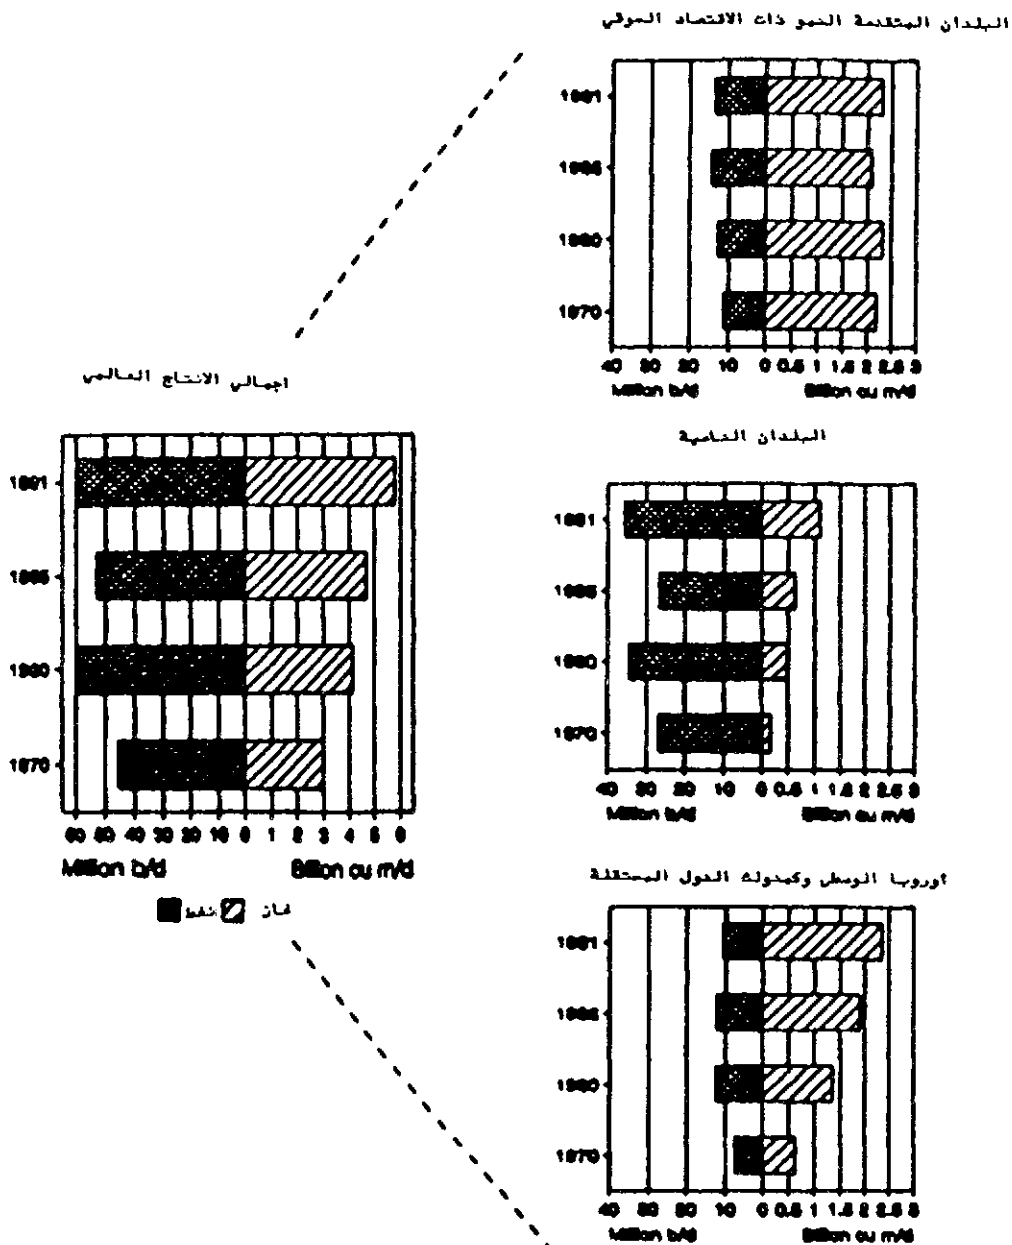 البلدان المتقدمة النمو ذات الاقتصاد السوقي
1991
1985
1980
1970
40 30 20 10 0 0.5 1 1.5 2 2.5 3
Million b/d Billion cu m/d
اجمالي الانتاج العالمي
1991
1985
1980
1970
60 50 40 30 20 10 0 1 2 3 4 5 6
Million b/d Billion cu m/d
نفط غاز
البلدان النامية
1991
1985
1980
1970
40 30 20 10 0 0.5 1 1.5 2 2.5 3
Million b/d Billion cu m/d
أوروبا الوسطى وكمنولث الدول المستقلة
1991
1985
1980
1970
40 30 20 10 0 0.5 1 1.5 2 2.5 3
Million b/d Billion cu m/d